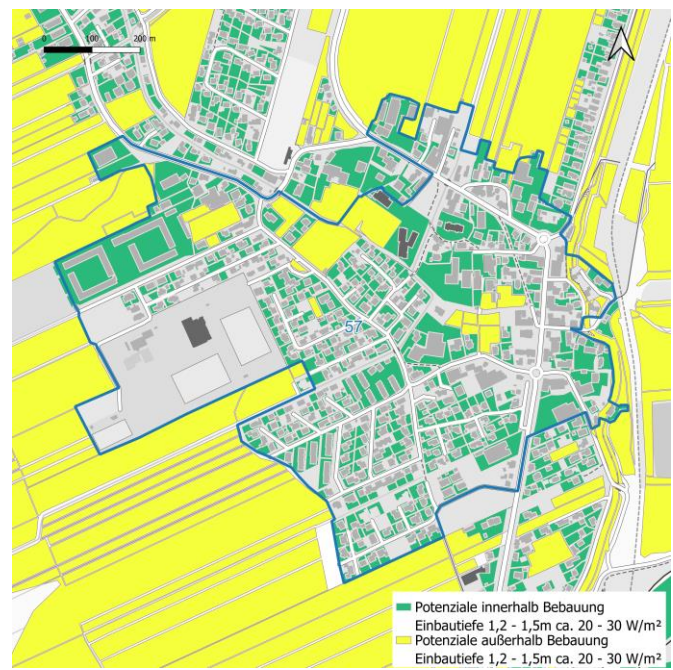 0 100 200 m
57
Potenziale innerhalb Bebauung
Einbautiefe 1,2 - 1,5m ca. 20 - 30 W/m²
Potenziale außerhalb Bebauung
Einbautiefe 1,2 - 1,5m ca. 20 - 30 W/m²